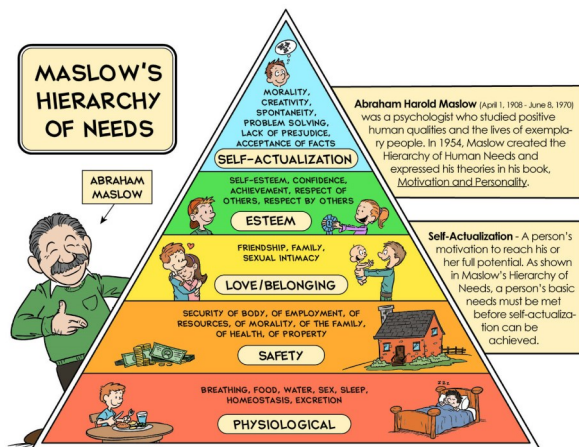 MASLOW'S
HIERARCHY
OF NEEDS
ABRAHAM
MASLOW
MORALITY,
CREATIVITY,
SPONTANEITY,
PROBLEM SOLVING,
LACK OF PREJUDICE,
ACCEPTANCE OF FACTS
SELF-ACTUALIZATION
SELF-ESTEEM, CONFIDENCE,
ACHIEVEMENT, RESPECT OF
OTHERS, RESPECT BY OTHERS
ESTEEM
FRIENDSHIP, FAMILY,
SEXUAL INTIMACY
LOVE/BELONGING
SECURITY OF BODY, OF EMPLOYMENT, OF
RESOURCES, OF MORALITY, OF THE FAMILY,
OF HEALTH, OF PROPERTY
SAFETY
BREATHING, FOOD, WATER, SEX, SLEEP,
HOMEOSTASIS, EXCRETION
PHYSIOLOGICAL
zzz
Abraham Harold Maslow (April 1, 1908 - June 8, 1970)
was a psychologist who studied positive
human qualities and the lives of exemplary
people. In 1954, Maslow created the
Hierarchy of Human Needs and
expressed his theories in his book,
Motivation and Personality.
Self-Actualization - A person's
motivation to reach his or
her full potential. As shown
in Maslow's Hierarchy of
Needs, a person's basic
needs must be met
before self-actualiza-
tion can be
achieved.